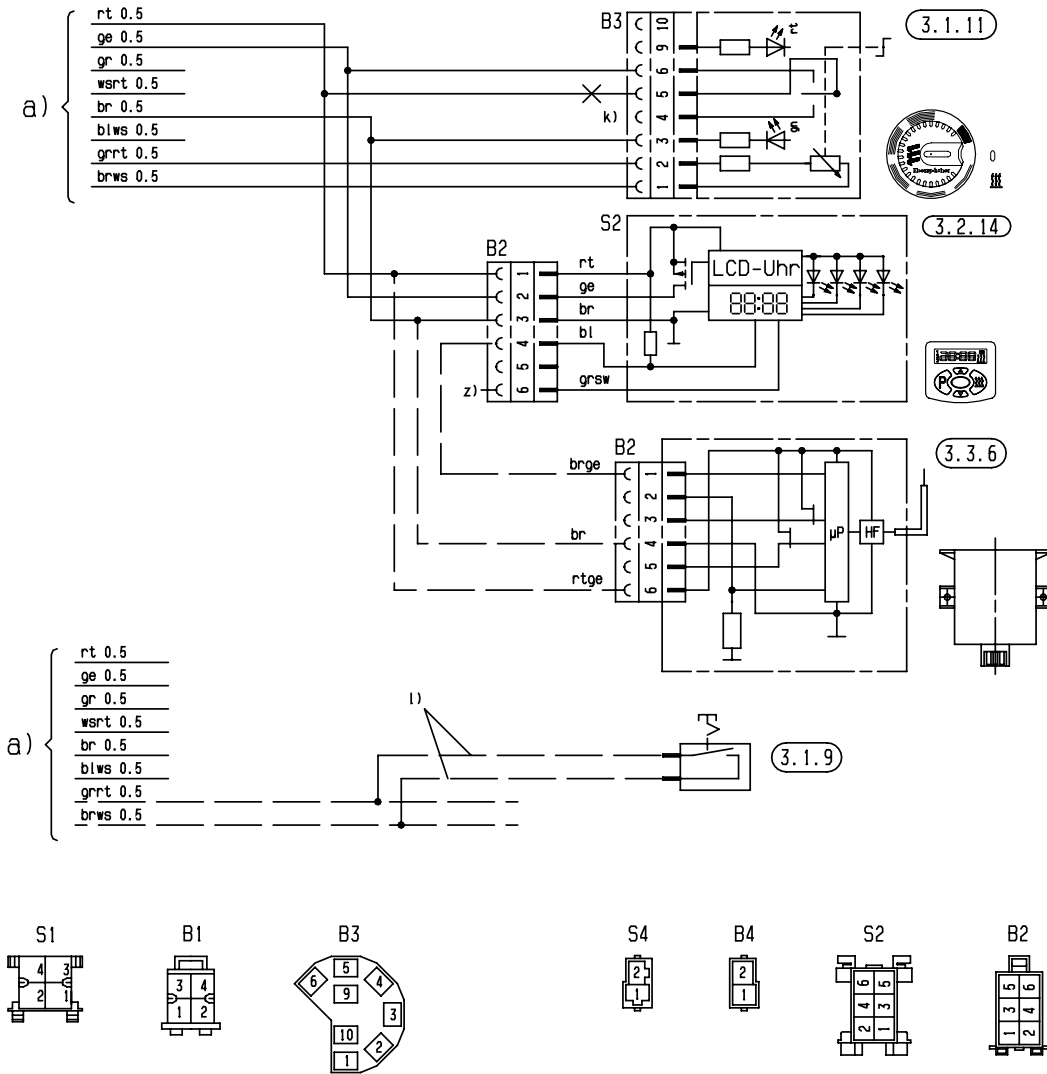 a)
rt 0.5
ge 0.5
gr 0.5
wsrt 0.5
br 0.5
blws 0.5
grrt 0.5
brws 0.5
B3
10
9
6
5
4
3
2
1
k)
rt
3.1.11
0
S2
3.2.14
B2
1
2
3
4
5
6
z)
rt
ge
br
bl
grsw
LCD-Uhr
88:88
88:88
P
B2
3.3.6
brge
br
rtge
1
2
3
4
5
6
µP
HF
a)
rt 0.5
ge 0.5
gr 0.5
wsrt 0.5
br 0.5
blws 0.5
grrt 0.5
brws 0.5
l)
3.1.9
S1
4 3
2 1
B1
3 4
1 2
B3
5
6 4
9
3
10
2
1
S4
2
1
B4
2
1
S2
6 5
4 3
2 1
B2
5 6
3 4
1 2